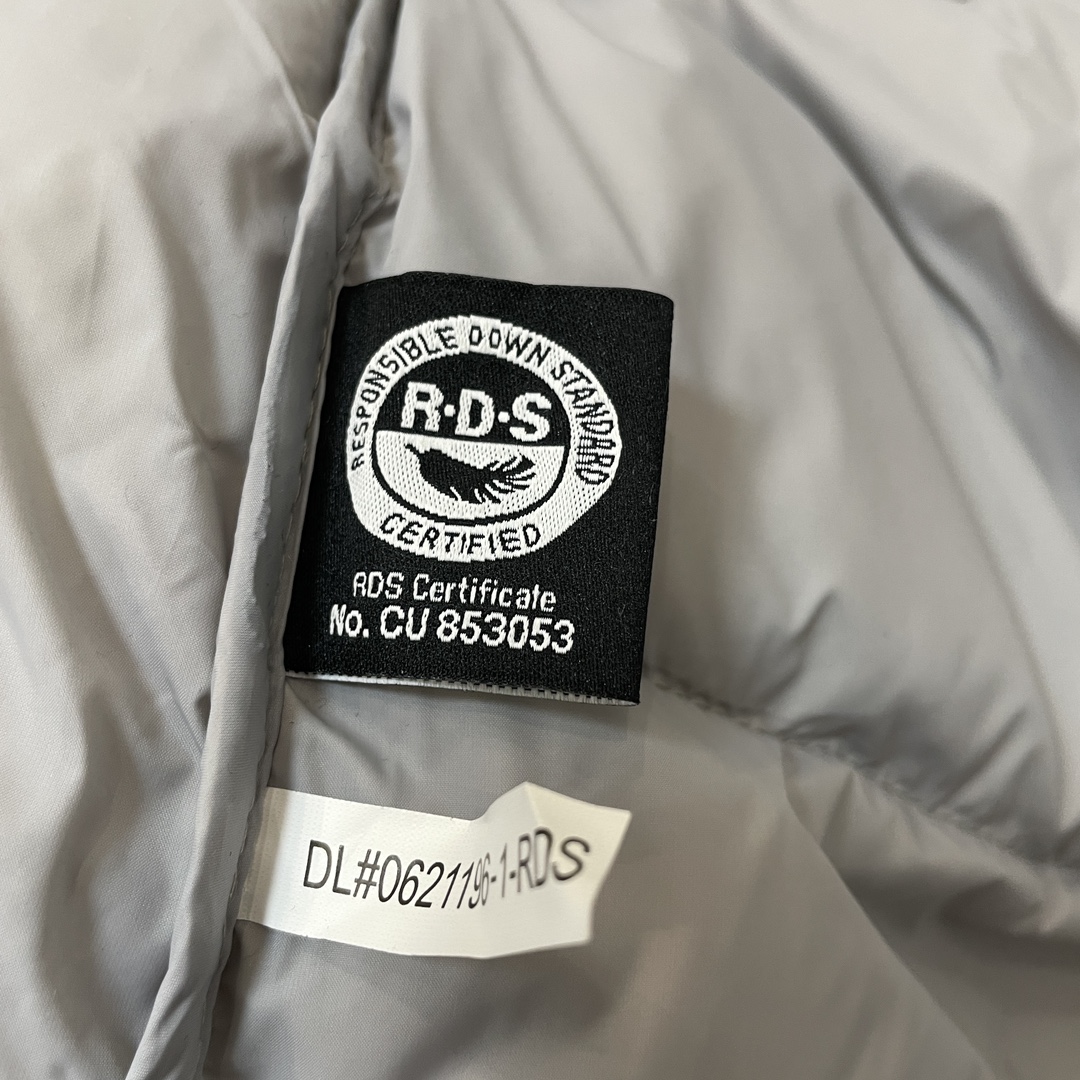 RESPONSIBLE DOWN STANDARD
R·D·S
CERTIFIED
RDS Certificate
No. CU 853053
DL#0621196-1-RDS